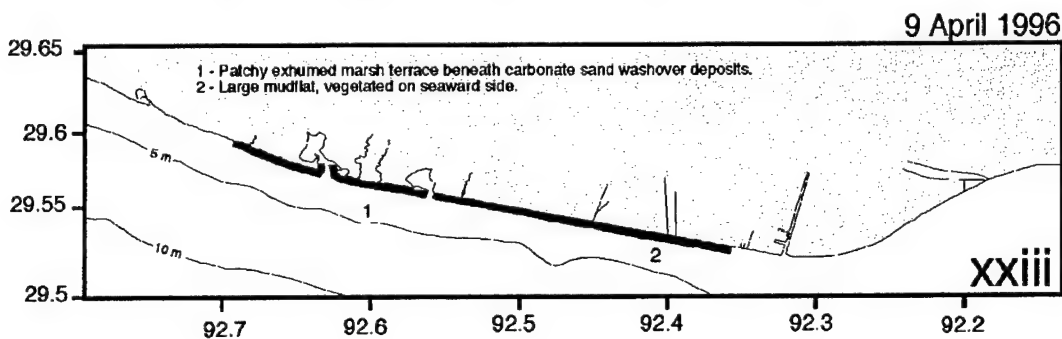 9 April 1996
29.65
1 - Patchy exhumed marsh terrace beneath carbonate sand washover deposits.
2 - Large mudflat, vegetated on seaward side.
29.6
5 m
29.55
1
2
10 m
xxiii
29.5
92.7 92.6 92.5 92.4 92.3 92.2